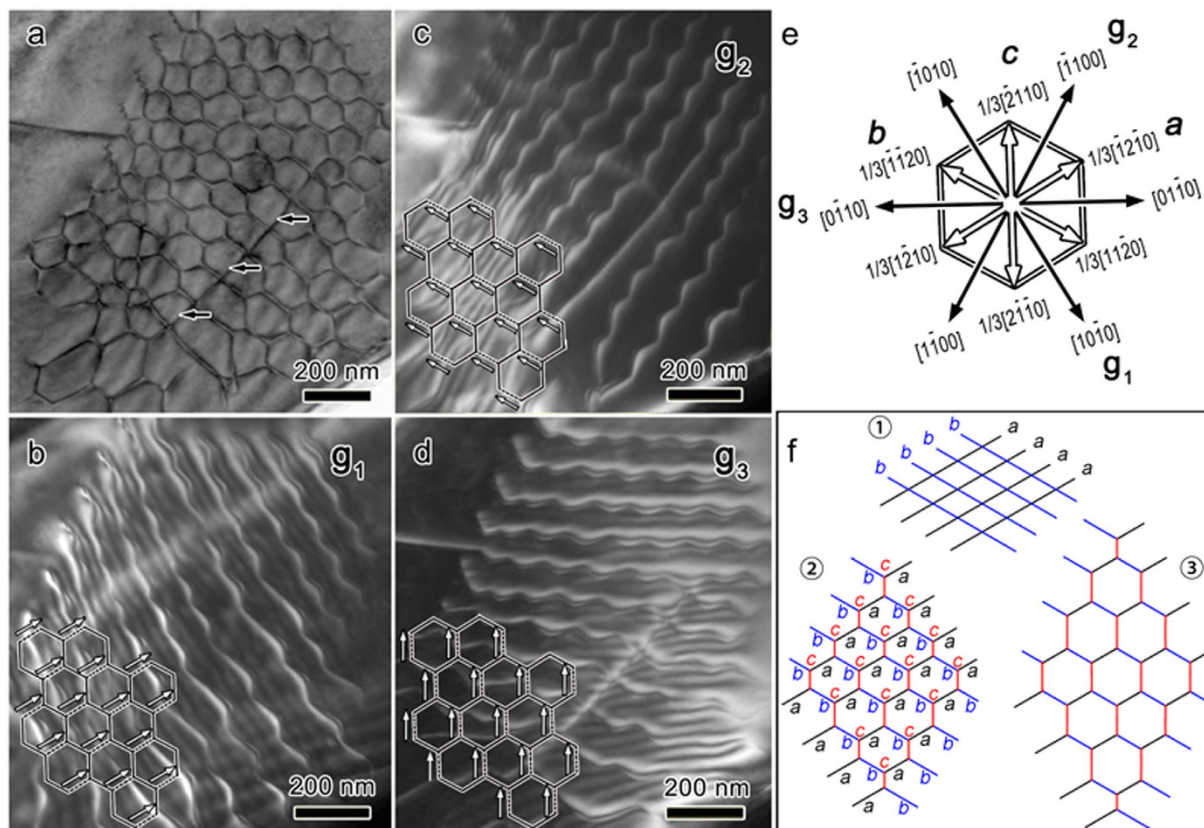 a
200 nm
c
g₂
200 nm
e
g₂
[1̄010]
c
[1̄100]
1/3[2̄110]
b
a
1/3[1̄1̄20]
1/3[1̄21̄0]
g₃
[01̄10]
[011̄0]
1/3[12̄10]
1/3[112̄0]
[11̄00]
1/3[21̄1̄0]
[101̄0]
g₁
b
g₁
200 nm
d
g₃
200 nm
f
①
b
a
b
a
b
a
b
a
②
c
b a
c c
b a b a
c c c
b a b a b a
c c c c
b a b a b a b a
c c c
a b a b a b a b
c c
a b a b a b
c
a b a b
a b
③